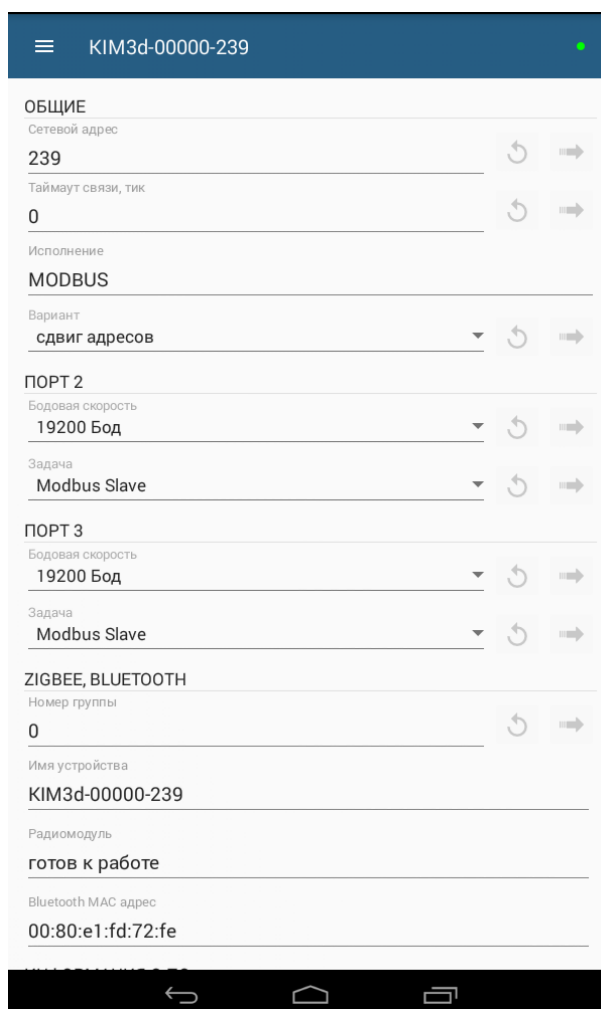 KIM3d-00000-239
ОБЩИЕ
Сетевой адрес
239
Таймаут связи, тик
0
Исполнение
MODBUS
Вариант
сдвиг адресов
ПОРТ 2
Бодовая скорость
19200 Бод
Задача
Modbus Slave
ПОРТ 3
Бодовая скорость
19200 Бод
Задача
Modbus Slave
ZIGBEE, BLUETOOTH
Номер группы
0
Имя устройства
KIM3d-00000-239
Радиомодуль
готов к работе
Bluetooth MAC адрес
00:80:e1:fd:72:fe